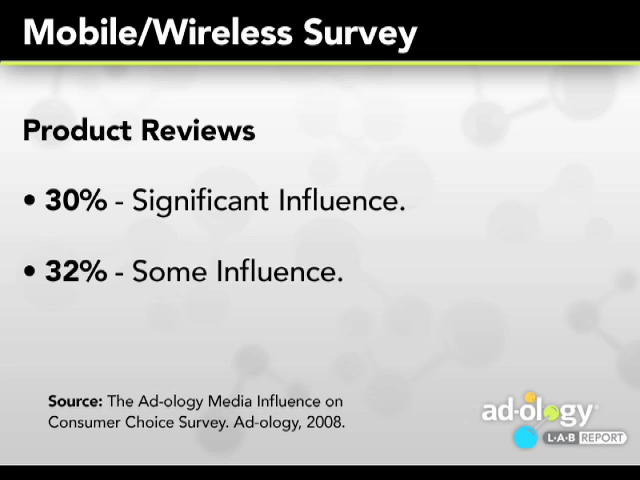 Mobile/Wireless Survey
Product Reviews
• 30% - Significant Influence.
• 32% - Some Influence.
Source: The Ad-ology Media Influence on
Consumer Choice Survey. Ad-ology, 2008.
ad-ology®
L•A•B REPORT